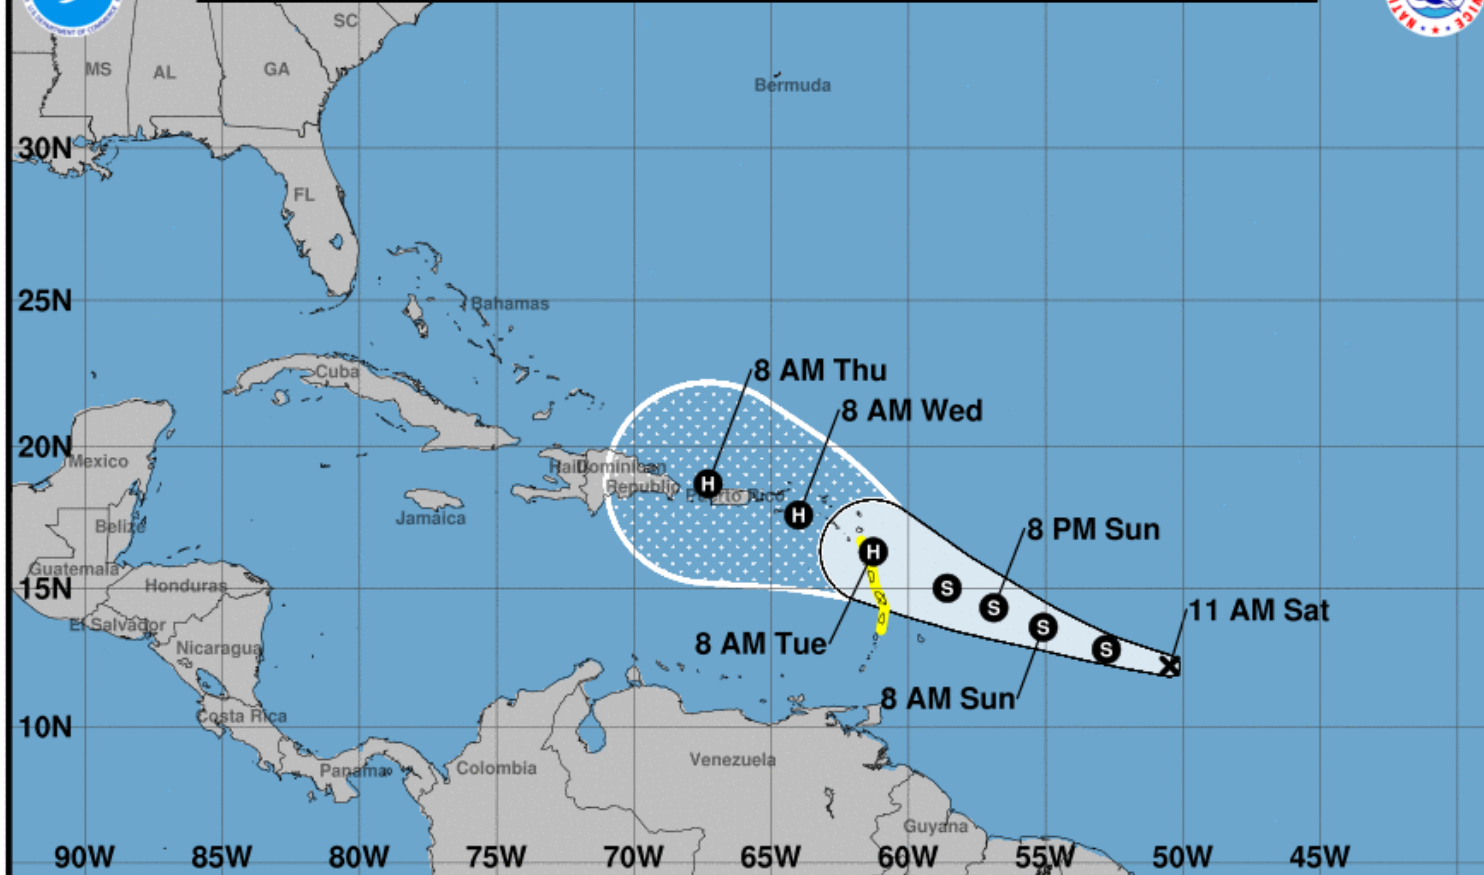 U.S. DEPARTMENT OF COMMERCE
SC
MS
AL
GA
Bermuda
30N
FL
25N
Bahamas
Cuba
8 AM Thu
8 AM Wed
20N
Mexico
Haiti
Dominican
Republic
H
Puerto Rico
H
Jamaica
Belize
8 PM Sun
H
Guatemala
Honduras
15N
S
S
11 AM Sat
El Salvador
S
Nicaragua
8 AM Tue
S
X
8 AM Sun
Costa Rica
10N
Venezuela
Colombia
Panama
Guyana
90W
85W
80W
75W
70W
65W
60W
55W
50W
45W